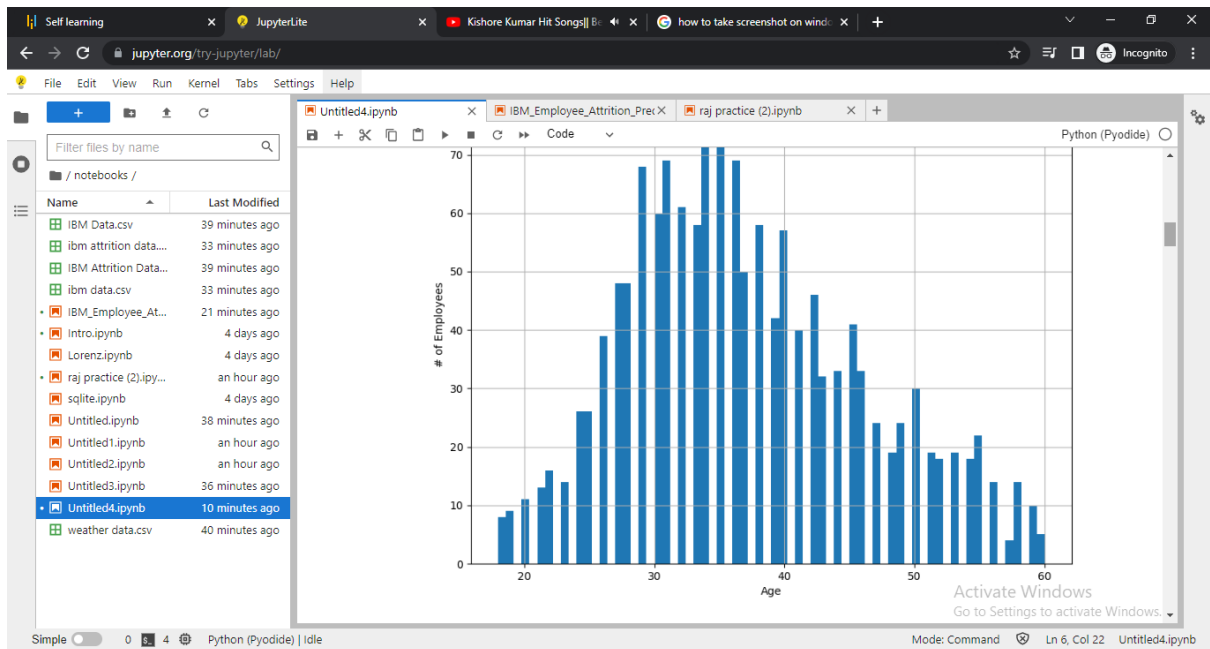 Self learning
JupyterLite
Kishore Kumar Hit Songs|| Be
how to take screenshot on windo
jupyter.org/try-jupyter/lab/
Incognito
File Edit View Run Kernel Tabs Settings Help
Filter files by name
/ notebooks /
Name Last Modified
IBM Data.csv 39 minutes ago
ibm attrition data.... 33 minutes ago
IBM Attrition Data... 39 minutes ago
ibm data.csv 33 minutes ago
IBM_Employee_At... 21 minutes ago
Intro.ipynb 4 days ago
Lorenz.ipynb 4 days ago
raj practice (2).ipy... an hour ago
sqlite.ipynb 4 days ago
Untitled.ipynb 38 minutes ago
Untitled1.ipynb an hour ago
Untitled2.ipynb an hour ago
Untitled3.ipynb 36 minutes ago
Untitled4.ipynb 10 minutes ago
weather data.csv 40 minutes ago
Untitled4.ipynb
IBM_Employee_Attrition_Prec
raj practice (2).ipynb
Code
Python (Pyodide)
70
60
50
40
30
20
10
0
# of Employees
20 30 40 50 60
Age
Activate Windows
Go to Settings to activate Windows.
Simple 0 4 Python (Pyodide) | Idle Mode: Command Ln 6, Col 22 Untitled4.ipynb